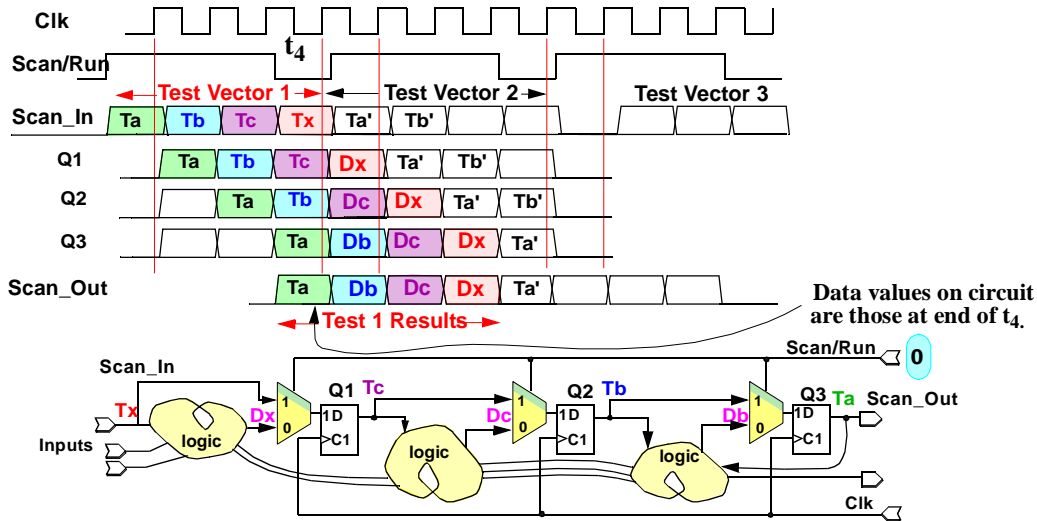 Clk
t4
Scan/Run
Test Vector 1 Test Vector 2 Test Vector 3
Scan_In Ta Tb Tc Tx Ta' Tb'
Q1 Ta Tb Tc Dx Ta' Tb'
Q2 Ta Tb Dc Dx Ta' Tb'
Q3 Ta Db Dc Dx Ta'
Scan_Out Ta Db Dc Dx Ta'
Test 1 Results
Data values on circuit
are those at end of t4.
Scan/Run 0
Scan_In
Q1 Tc Q2 Tb Q3 Ta Scan_Out
Tx Dx 1 0 1D C1 Dc 1 0 1D C1 Db 1 0 1D C1
Inputs logic logic logic
Clk